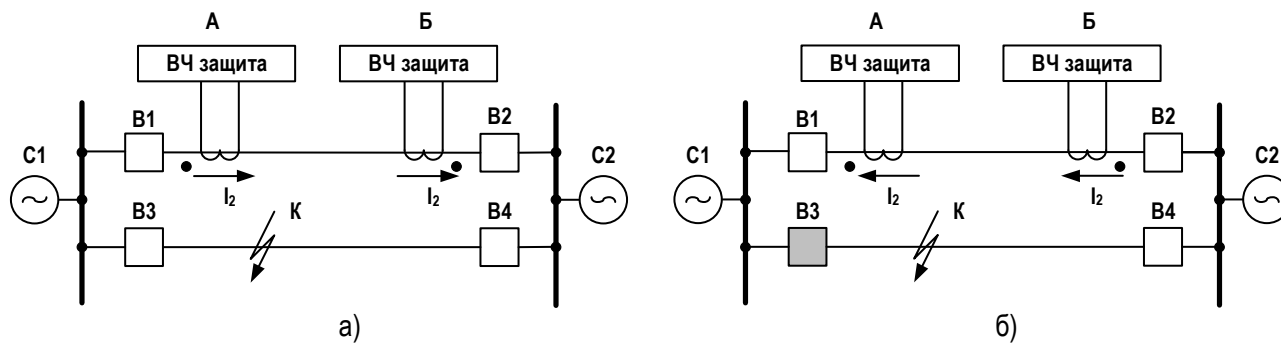 А Б
ВЧ защита ВЧ защита
В1 В2
С1 С2
I₂ I₂
В3 К В4
а)
А Б
ВЧ защита ВЧ защита
В1 В2
С1 С2
I₂ I₂
В3 К В4
б)